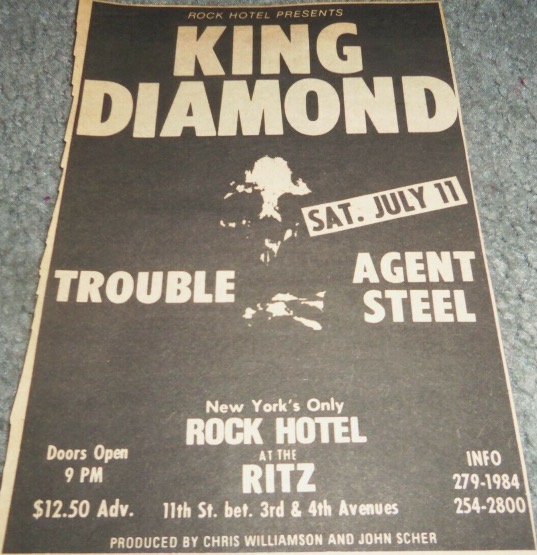 ROCK HOTEL PRESENTS
KING
DIAMOND
SAT. JULY 11
TROUBLE
AGENT
STEEL
New York's Only
ROCK HOTEL
AT THE
RITZ
Doors Open
9 PM
$12.50 Adv.
11th St. bet. 3rd & 4th Avenues
INFO
279-1984
254-2800
PRODUCED BY CHRIS WILLIAMSON AND JOHN SCHER